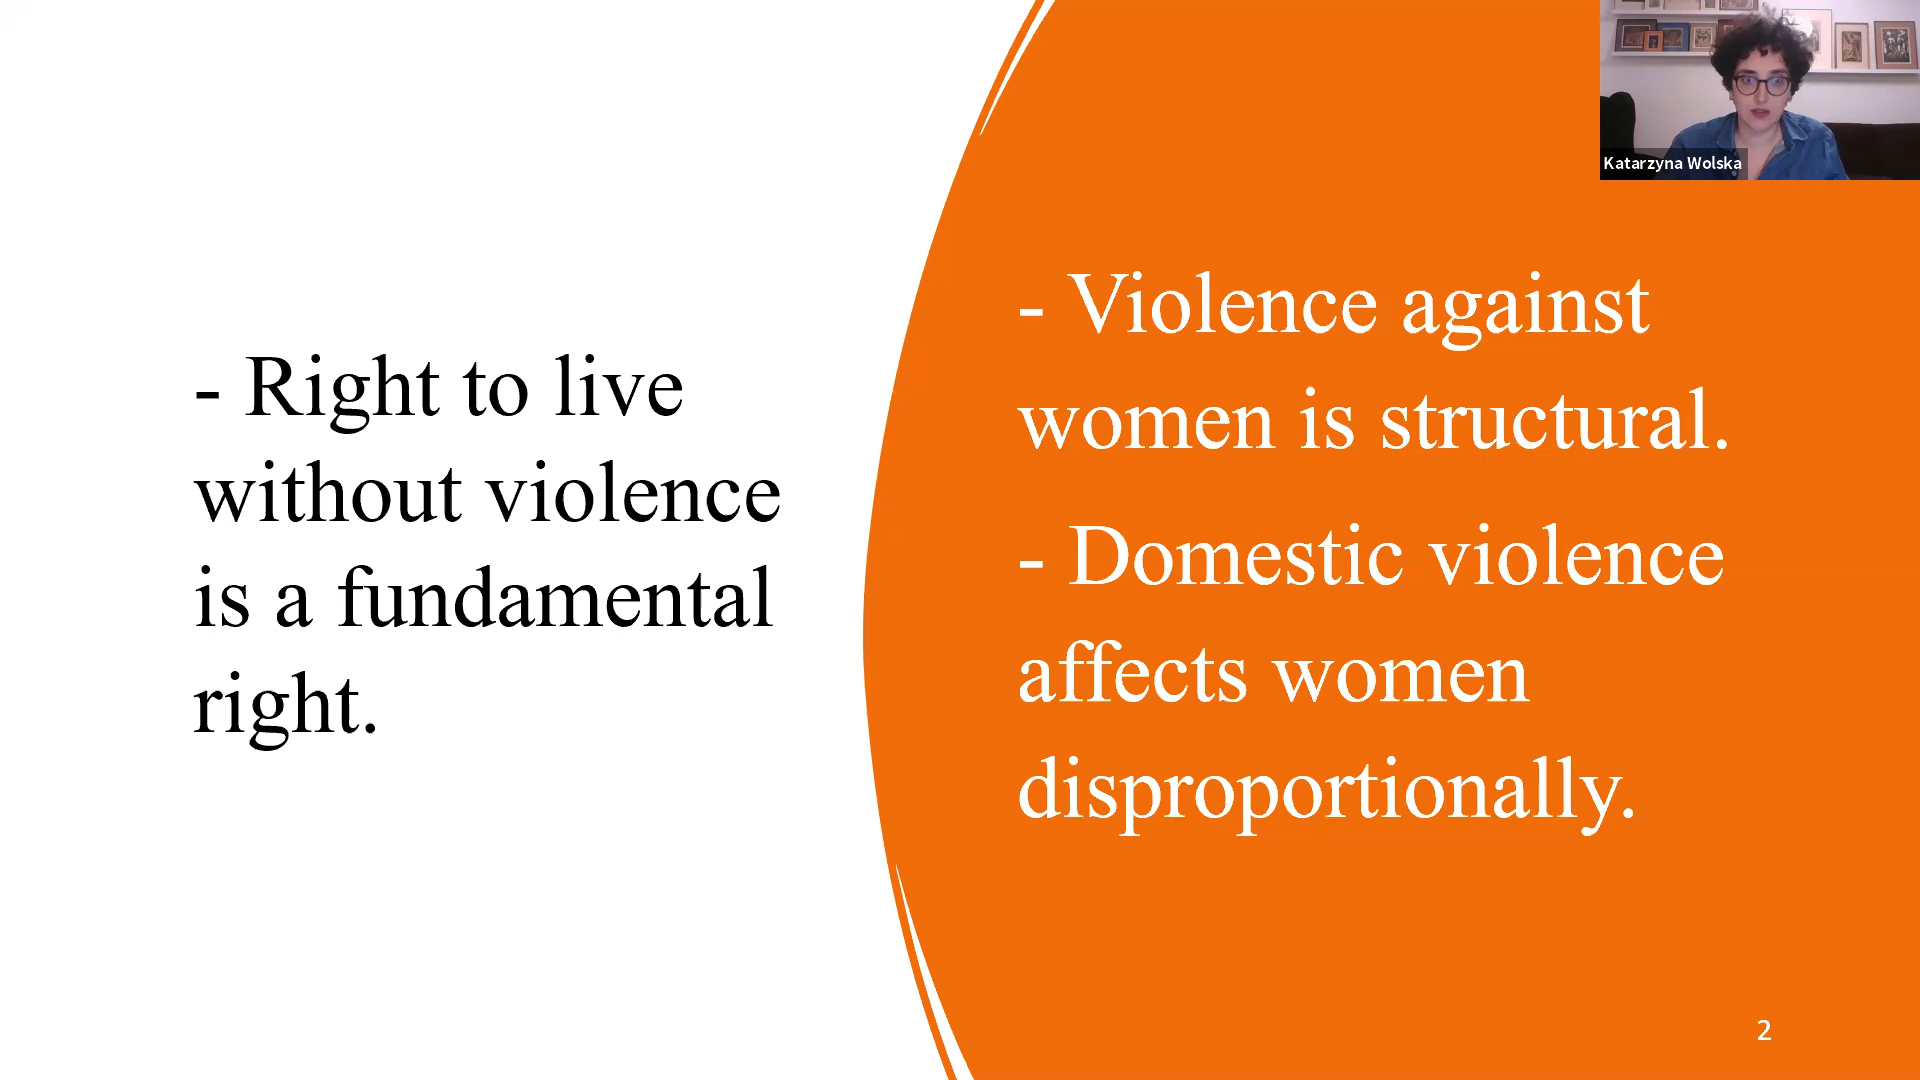 - Right to live
without violence
is a fundamental
right.
- Violence against
women is structural.
- Domestic violence
affects women
disproportionally.
Katarzyna Wolska
2